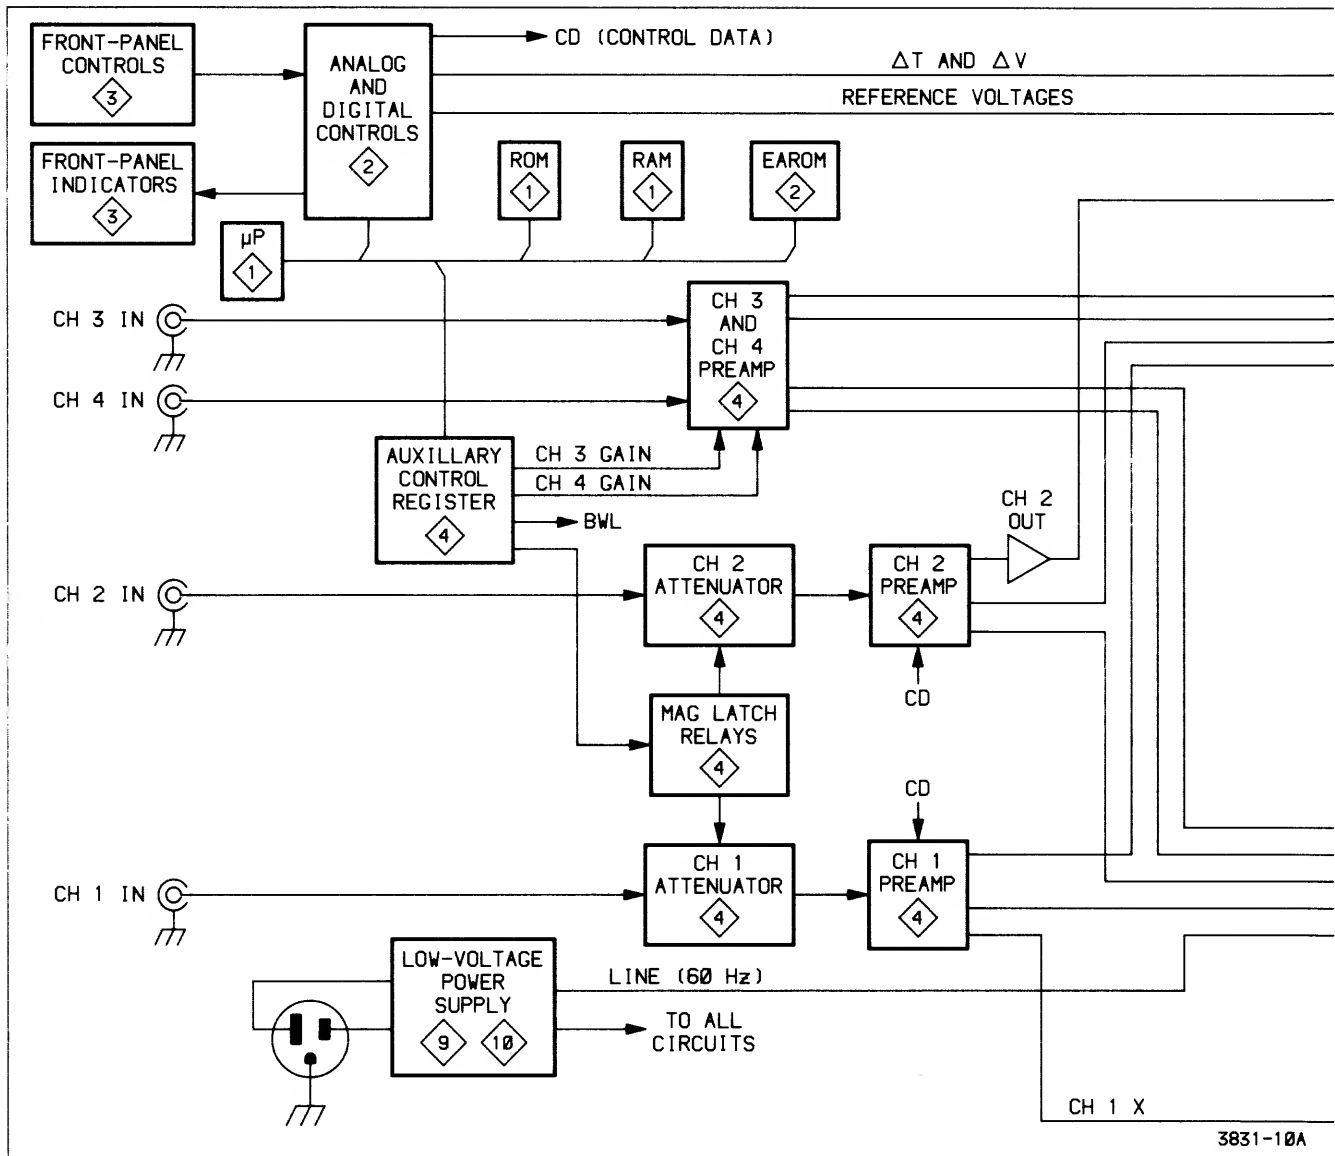 FRONT-PANEL
CONTROLS
3
ANALOG
AND
DIGITAL
CONTROLS
2
CD (CONTROL DATA)
ΔT AND ΔV
REFERENCE VOLTAGES
FRONT-PANEL
INDICATORS
3
ROM
1
RAM
1
EAROM
2
µP
1
CH 3 IN
CH 3
AND
CH 4
PREAMP
4
CH 4 IN
AUXILLARY
CONTROL
REGISTER
4
CH 3 GAIN
CH 4 GAIN
BWL
CH 2
OUT
CH 2 IN
CH 2
ATTENUATOR
4
CH 2
PREAMP
4
CD
MAG LATCH
RELAYS
4
CD
CH 1 IN
CH 1
ATTENUATOR
4
CH 1
PREAMP
4
LOW-VOLTAGE
POWER
SUPPLY
9 10
LINE (60 Hz)
TO ALL
CIRCUITS
CH 1 X
3831-10A